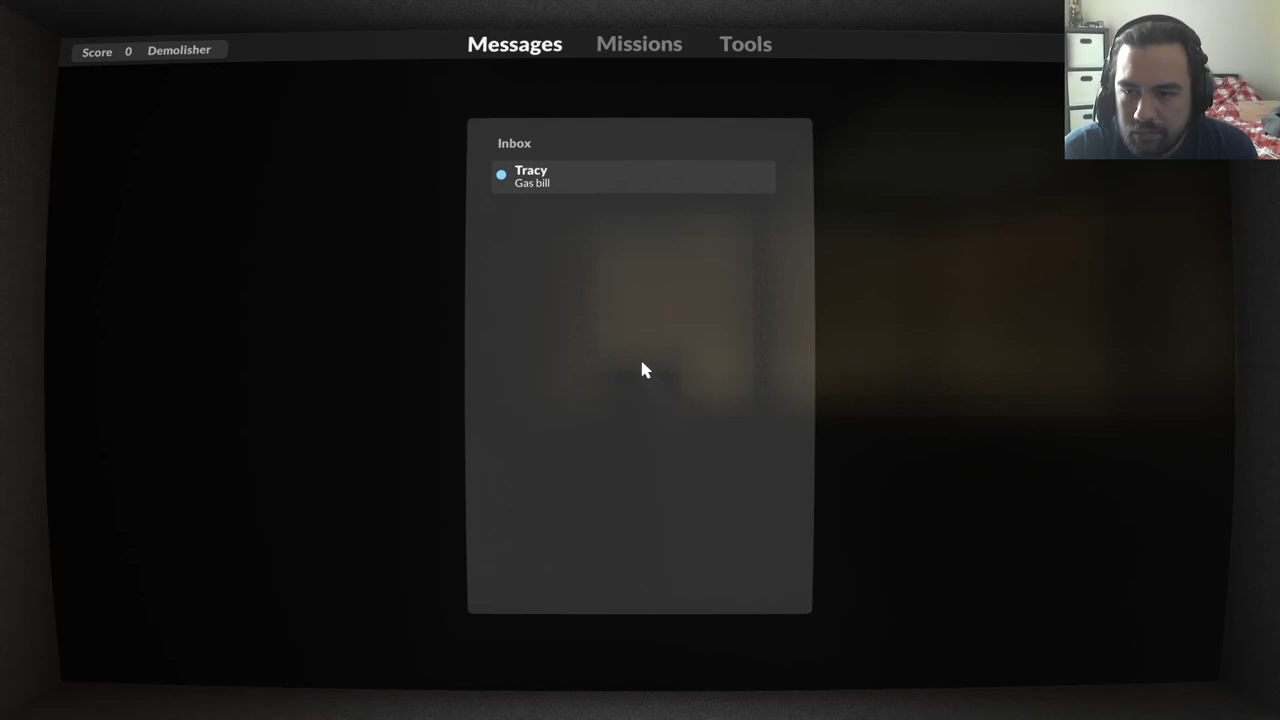 Score 0 Demolisher
Messages Missions Tools
Inbox
Tracy
Gas bill